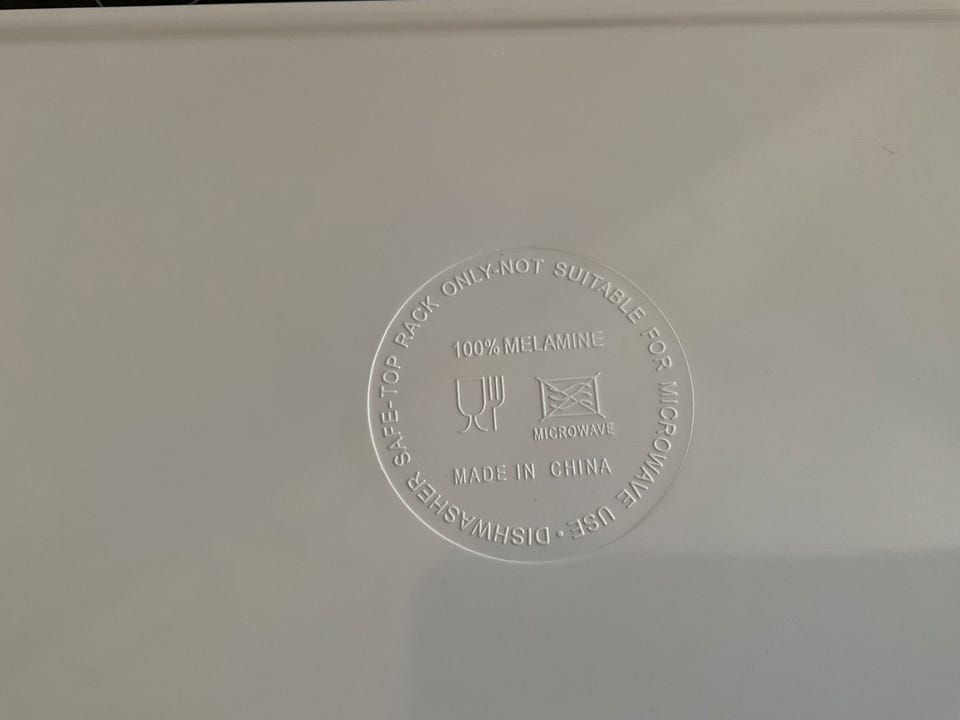 DISHWASHER SAFE-TOP RACK ONLY-NOT SUITABLE FOR MICROWAVE USE •
100% MELAMINE
MICROWAVE
MADE IN CHINA